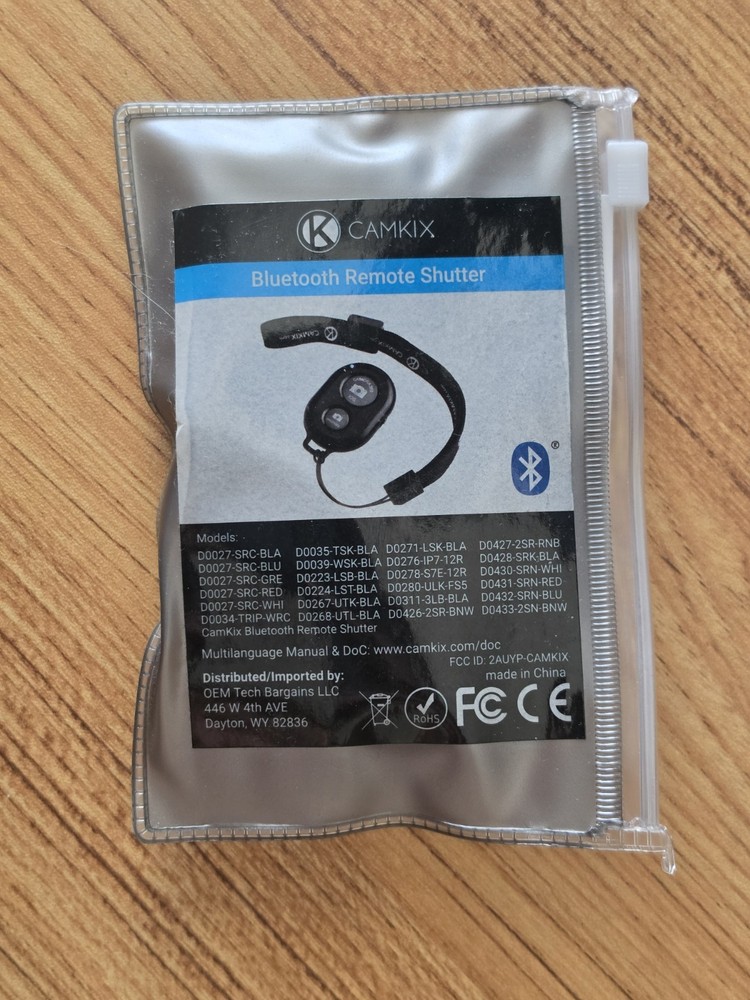 K CAMKIX
Bluetooth Remote Shutter
CAMKIX
CAMKIX
®
Models:
D0027-SRC-BLA D0035-TSK-BLA D0271-LSK-BLA D0427-2SR-RNB
D0027-SRC-BLU D0039-WSK-BLA D0276-IP7-12R D0428-SRK-BLA
D0027-SRC-GRE D0223-LSB-BLA D0278-S7E-12R D0430-SRN-WHI
D0027-SRC-RED D0224-LST-BLA D0280-ULK-FS5 D0431-SRN-RED
D0027-SRC-WHI D0267-UTK-BLA D0311-3LB-BLA D0432-SRN-BLU
D0034-TRIP-WRC D0268-UTL-BLA D0426-2SR-BNW D0433-2SN-BNW
CamKix Bluetooth Remote Shutter
Multilanguage Manual & DoC: www.camkix.com/doc
FCC ID: 2AUYP-CAMKIX
made in China
Distributed/Imported by:
OEM Tech Bargains LLC
446 W 4th AVE
Dayton, WY 82836
RoHS
FC CE